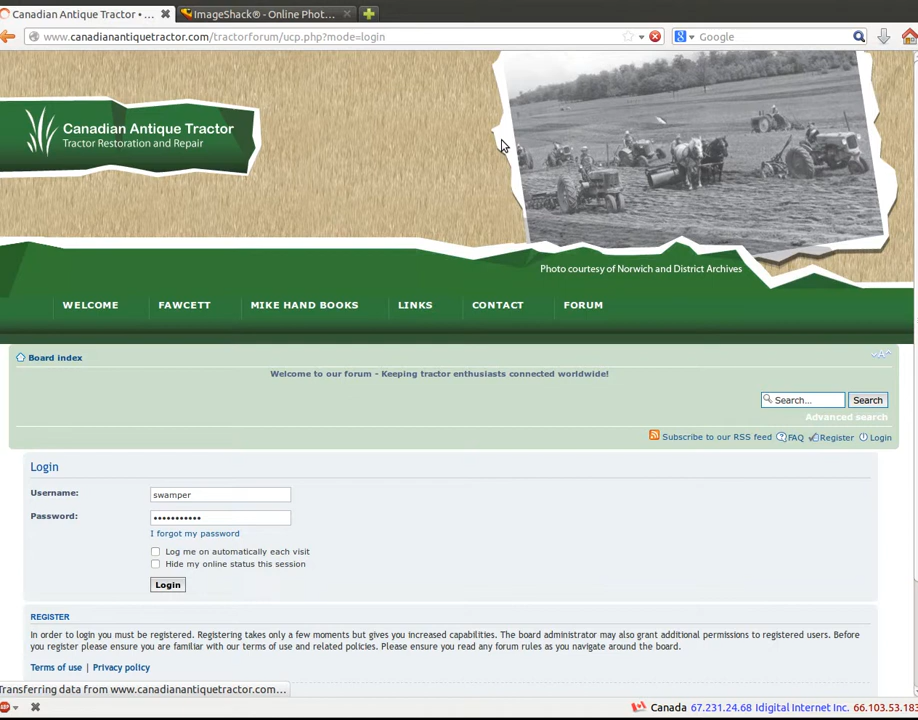 Canadian Antique Tractor • ...
ImageShack® - Online Phot...
www.canadianantiquetractor.com/tractorforum/ucp.php?mode=login
Google
Canadian Antique Tractor
Tractor Restoration and Repair
Photo courtesy of Norwich and District Archives
WELCOME FAWCETT MIKE HAND BOOKS LINKS CONTACT FORUM
Board index
Welcome to our forum - Keeping tractor enthusiasts connected worldwide!
Search... Search
Advanced search
Subscribe to our RSS feed FAQ Register Login
Login
Username: swamper
Password: •••••••••••
I forgot my password
Log me on automatically each visit
Hide my online status this session
Login
REGISTER
In order to login you must be registered. Registering takes only a few moments but gives you increased capabilities. The board administrator may also grant additional permissions to registered users. Before
you register please ensure you are familiar with our terms of use and related policies. Please ensure you read any forum rules as you navigate around the board.
Terms of use | Privacy policy
Transferring data from www.canadianantiquetractor.com...
Canada 67.231.24.68 Idigital Internet Inc. 66.103.53.183